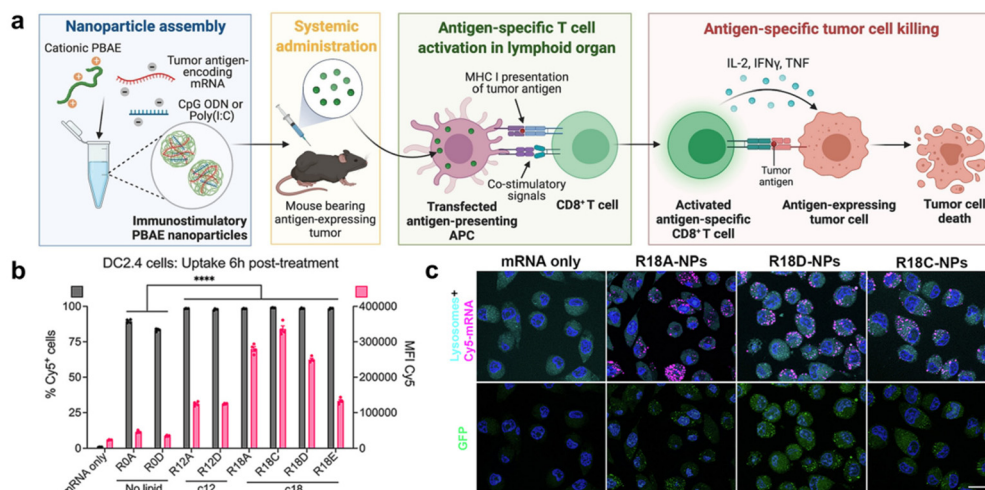 a
Nanoparticle assembly
Cationic PBAE
Tumor antigen-
encoding
mRNA
CpG ODN or
Poly(I:C)
Immunostimulatory
PBAE nanoparticles
Systemic
administration
Mouse bearing
antigen-expressing
tumor
Antigen-specific T cell
activation in lymphoid organ
MHC I presentation
of tumor antigen
Co-stimulatory
signals
Transfected
antigen-presenting
APC
CD8+ T cell
Antigen-specific tumor cell killing
IL-2, IFNγ, TNF
Tumor
antigen
Activated
antigen-specific
CD8+ T cell
Antigen-expressing
tumor cell
Tumor cell
death
b
DC2.4 cells: Uptake 6h post-treatment
****
% Cy5+ cells
100
75
50
25
0
400000
300000
200000
100000
0
MFI Cy5
mRNA only
R0A
R0D
R12A
R12D
R18A
R18C
R18D
R18E
No lipid
c12
c18
c
mRNA only
R18A-NPs
R18D-NPs
R18C-NPs
Lysosomes+
Cy5-mRNA
GFP